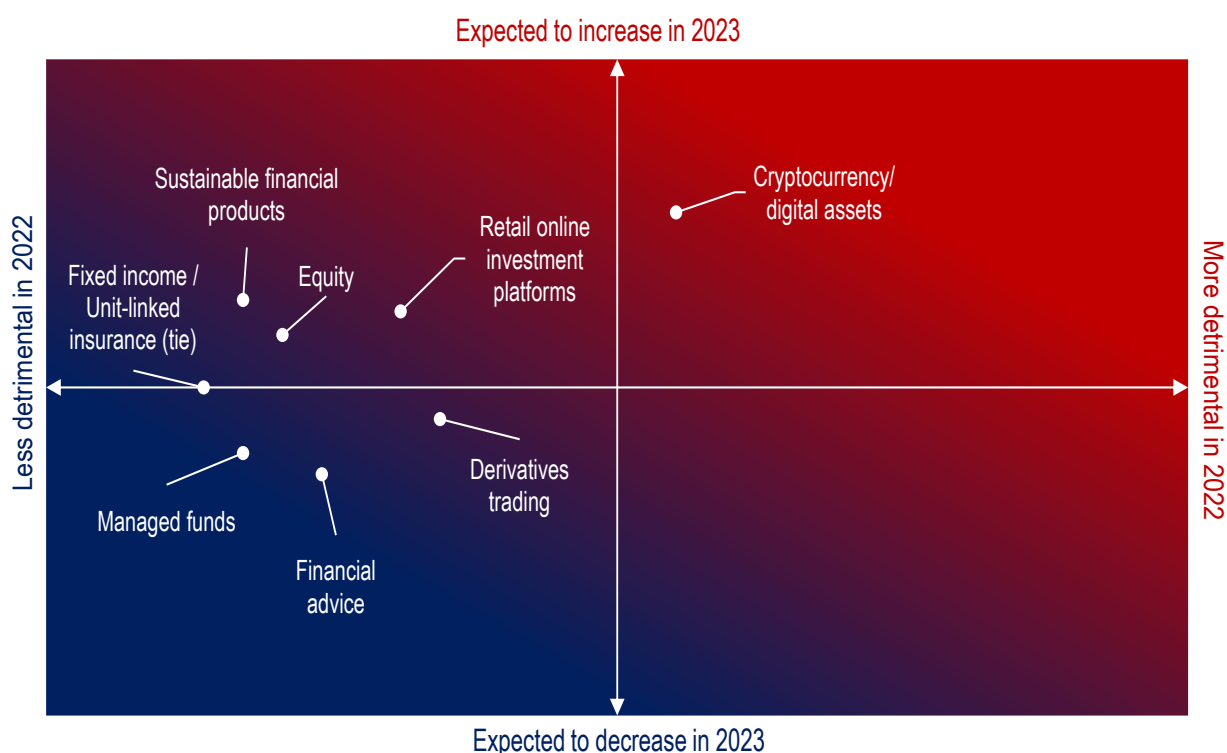 Expected to increase in 2023
Less detrimental in 2022
Sustainable financial
products
Fixed income /
Unit-linked
insurance (tie)
Equity
Retail online
investment
platforms
Cryptocurrency/
digital assets
Managed funds
Financial
advice
Derivatives
trading
More detrimental in 2022
Expected to decrease in 2023